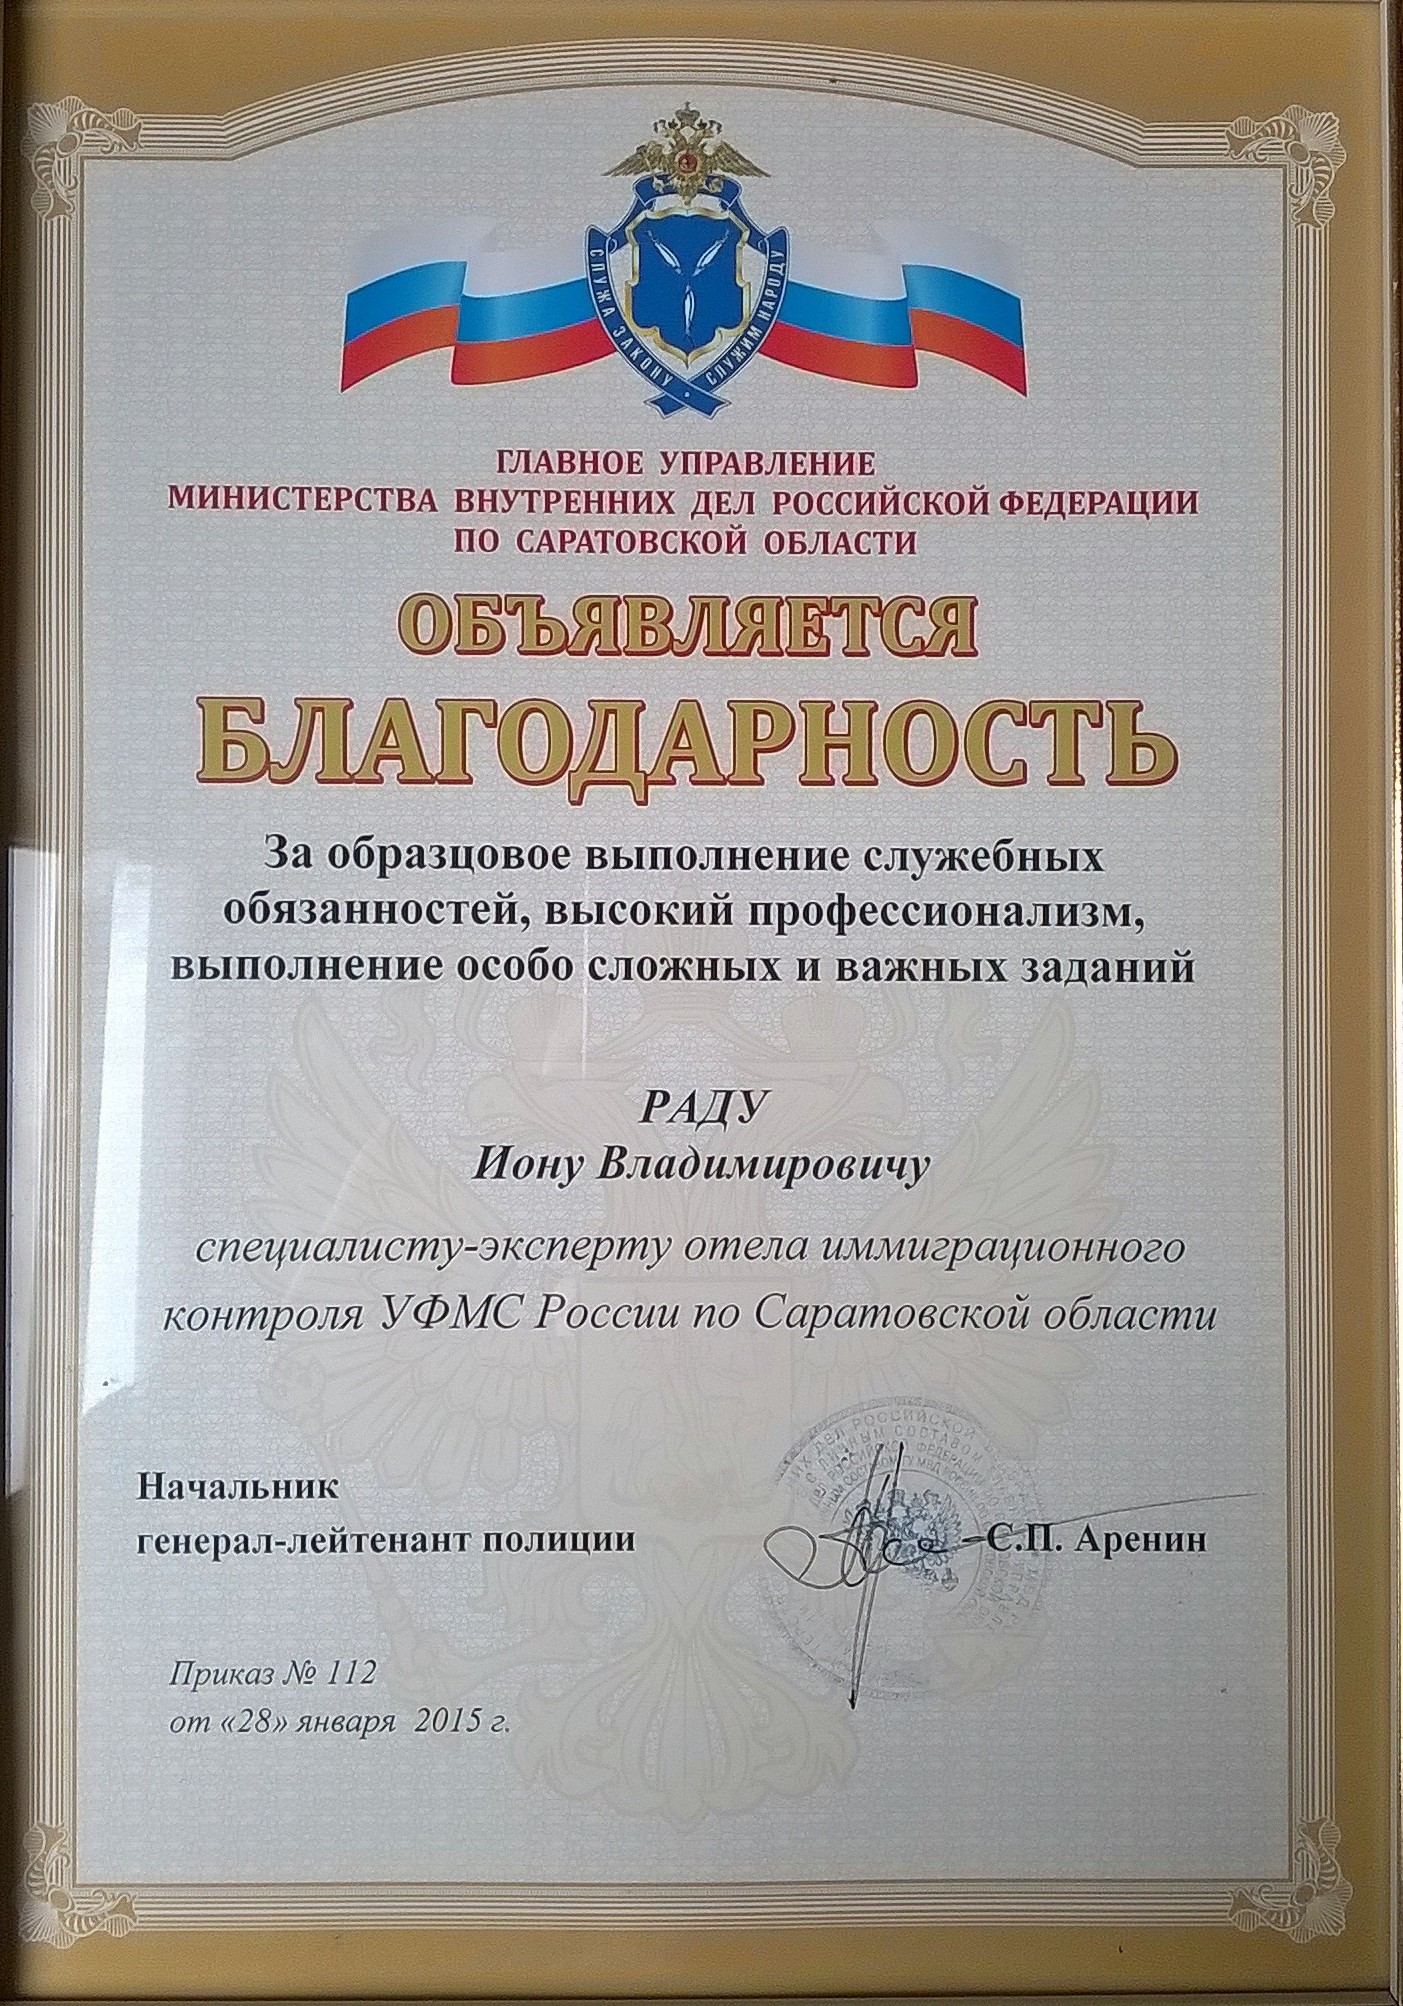 СЛУЖА ЗАКОНУ · СЛУЖИМ НАРОДУ
ГЛАВНОЕ УПРАВЛЕНИЕ
МИНИСТЕРСТВА ВНУТРЕННИХ ДЕЛ РОССИЙСКОЙ ФЕДЕРАЦИИ
ПО САРАТОВСКОЙ ОБЛАСТИ
ОБЪЯВЛЯЕТСЯ
БЛАГОДАРНОСТЬ
За образцовое выполнение служебных
обязанностей, высокий профессионализм,
выполнение особо сложных и важных заданий
РАДУ
Иону Владимировичу
специалисту-эксперту отела иммиграционного
контроля УФМС России по Саратовской области
Начальник
генерал-лейтенант полиции
С.П. Аренин
Приказ № 112
от «28» января 2015 г.